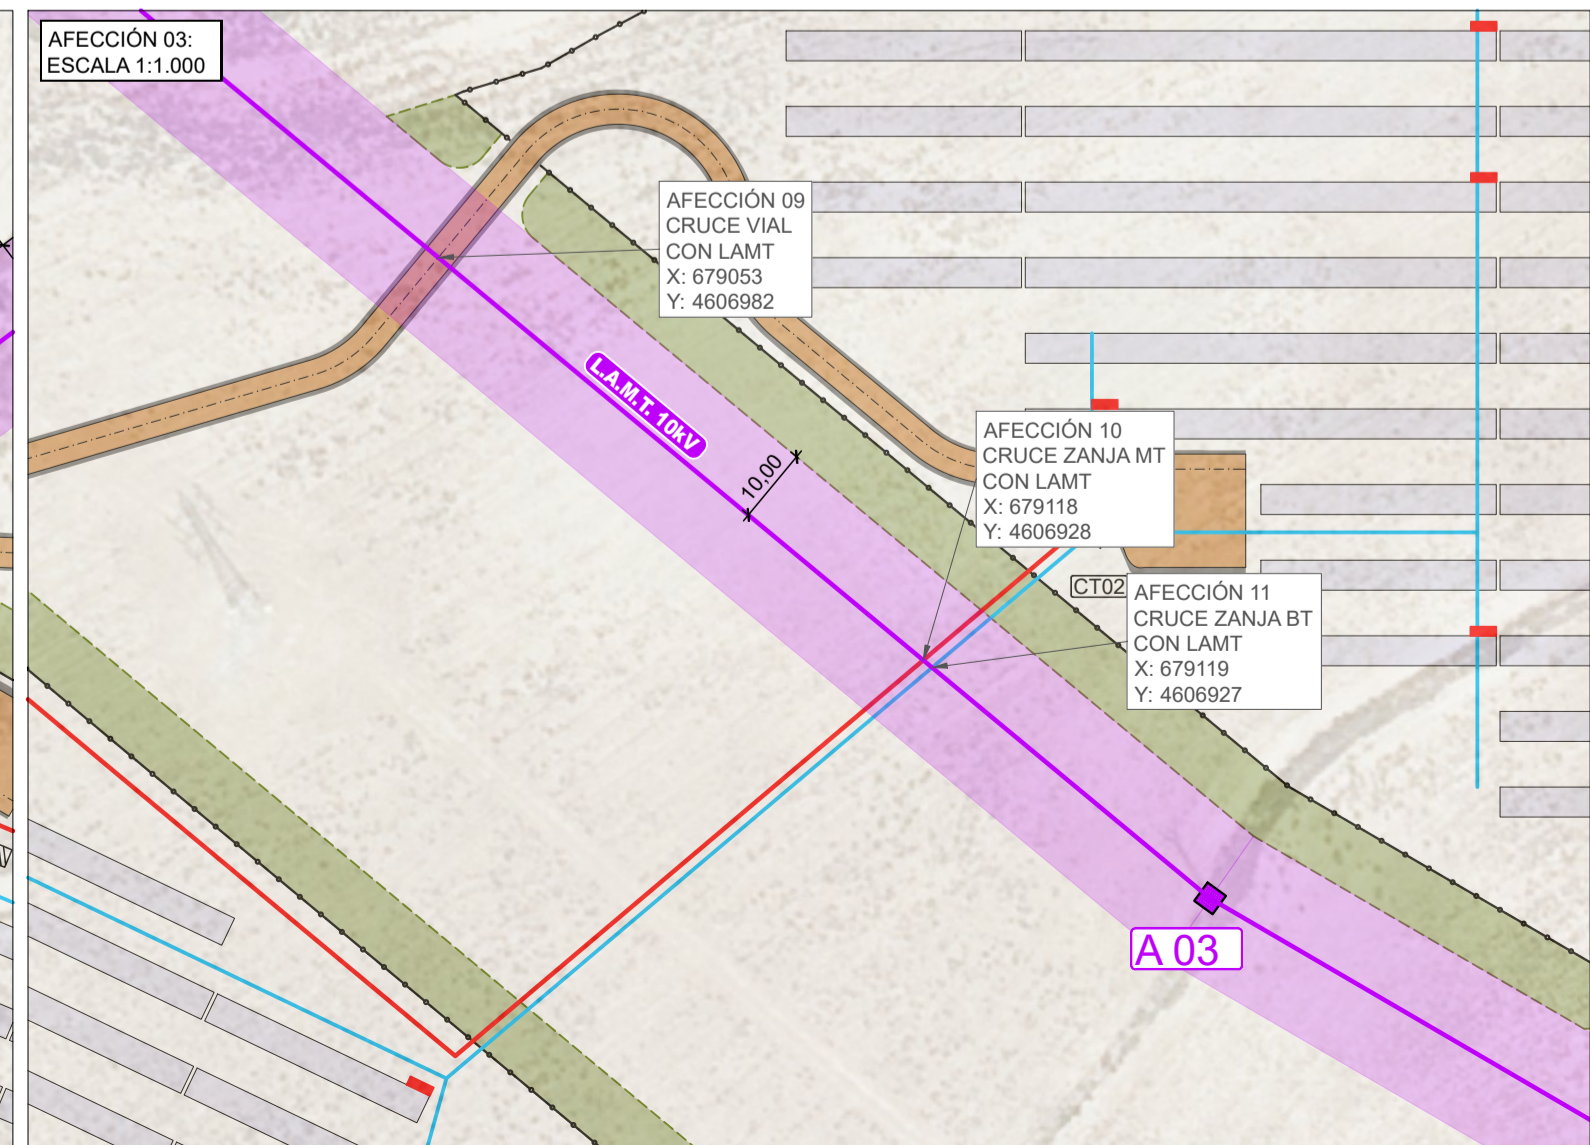 AFECCIÓN 03:
ESCALA 1:1.000
AFECCIÓN 09
CRUCE VIAL
CON LAMT
X: 679053
Y: 4606982
L.A.M.T. 10kV
10,00
AFECCIÓN 10
CRUCE ZANJA MT
CON LAMT
X: 679118
Y: 4606928
CT02
AFECCIÓN 11
CRUCE ZANJA BT
CON LAMT
X: 679119
Y: 4606927
A 03